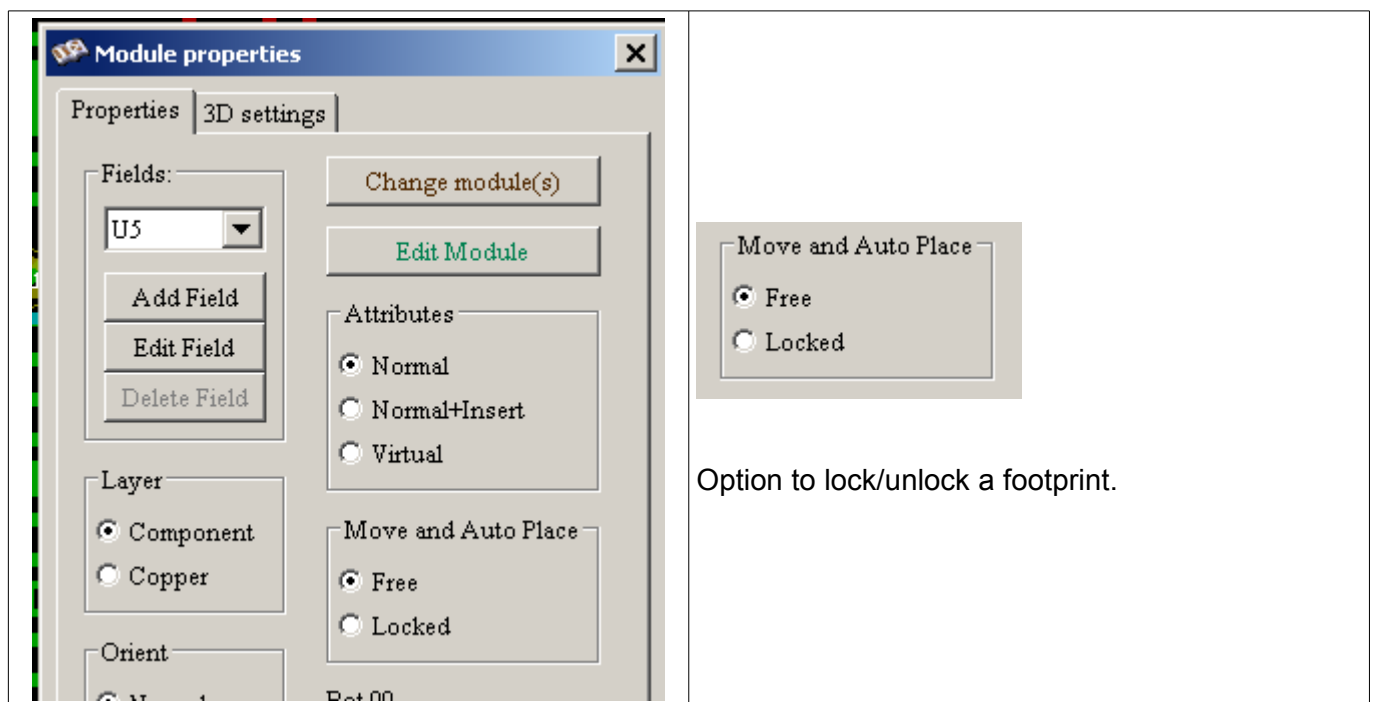 Module properties
Properties
3D settings
Fields:
U5
Add Field
Edit Field
Delete Field
Layer
Component
Copper
Orient
Change module(s)
Edit Module
Attributes
Normal
Normal+Insert
Virtual
Move and Auto Place
Free
Locked
Move and Auto Place
Free
Locked
Option to lock/unlock a footprint.